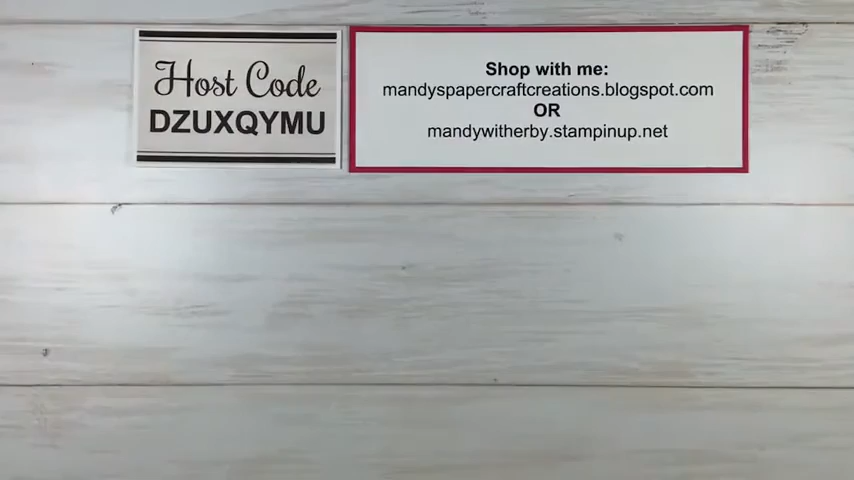 Host Code
DZUXQYMU
Shop with me:
mandyspapercraftcreations.blogspot.com
OR
mandywitherby.stampinup.net